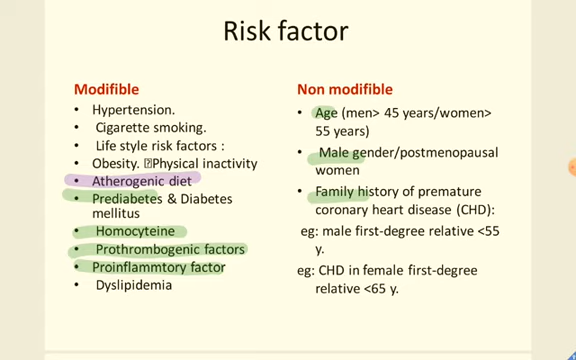 Risk factor
Modifible
• Hypertension.
• Cigarette smoking.
• Life style risk factors :
• Obesity. ⍰Physical inactivity
• Atherogenic diet
• Prediabetes & Diabetes
mellitus
• Homocyteine
• Prothrombogenic factors
• Proinflammtory factor
• Dyslipidemia
Non modifible
• Age (men> 45 years/women>
55 years)
• Male gender/postmenopausal
women
• Family history of premature
coronary heart disease (CHD):
eg: male first-degree relative <55
y.
eg: CHD in female first-degree
relative <65 y.